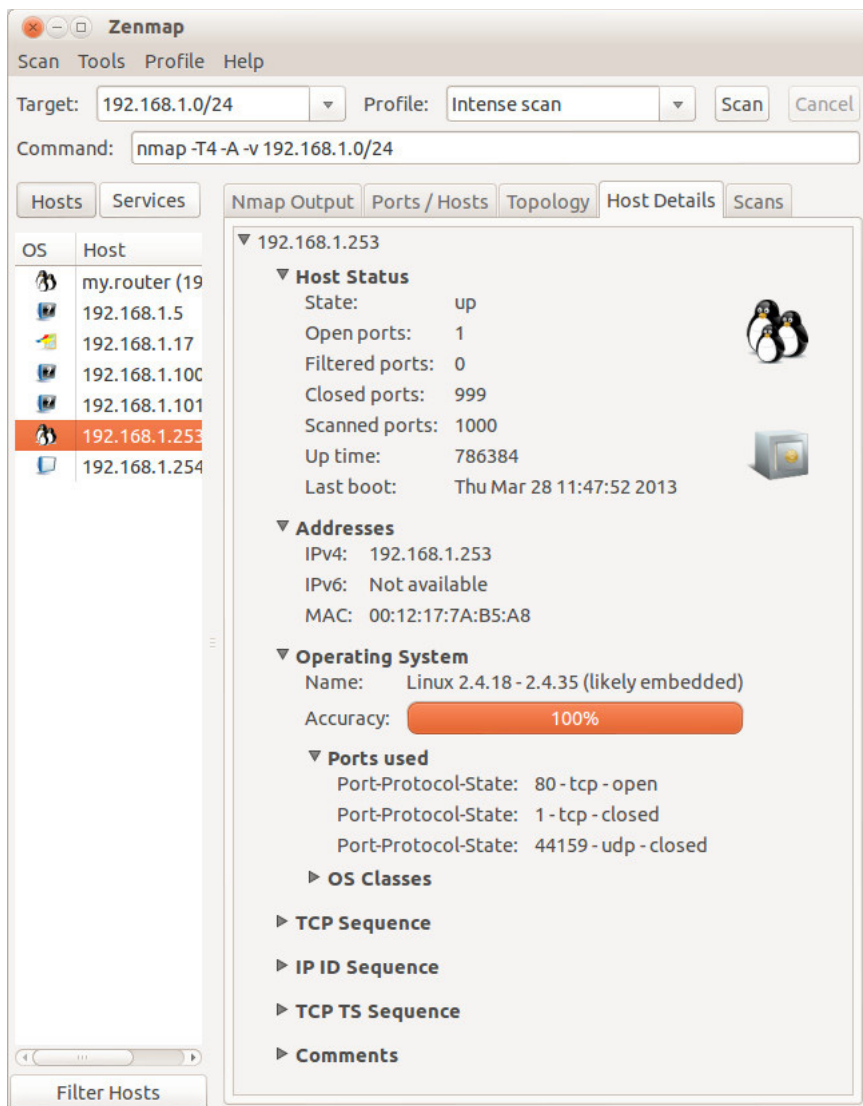 Zenmap
Scan Tools Profile Help
Target: 192.168.1.0/24 Profile: Intense scan Scan Cancel
Command: nmap -T4 -A -v 192.168.1.0/24
Hosts Services
OS Host
my.router (19
192.168.1.5
192.168.1.17
192.168.1.100
192.168.1.101
192.168.1.253
192.168.1.254
Filter Hosts
Nmap Output Ports / Hosts Topology Host Details Scans
192.168.1.253
Host Status
State: up
Open ports: 1
Filtered ports: 0
Closed ports: 999
Scanned ports: 1000
Up time: 786384
Last boot: Thu Mar 28 11:47:52 2013
Addresses
IPv4: 192.168.1.253
IPv6: Not available
MAC: 00:12:17:7A:B5:A8
Operating System
Name: Linux 2.4.18 - 2.4.35 (likely embedded)
Accuracy: 100%
Ports used
Port-Protocol-State: 80 - tcp - open
Port-Protocol-State: 1 - tcp - closed
Port-Protocol-State: 44159 - udp - closed
OS Classes
TCP Sequence
IP ID Sequence
TCP TS Sequence
Comments